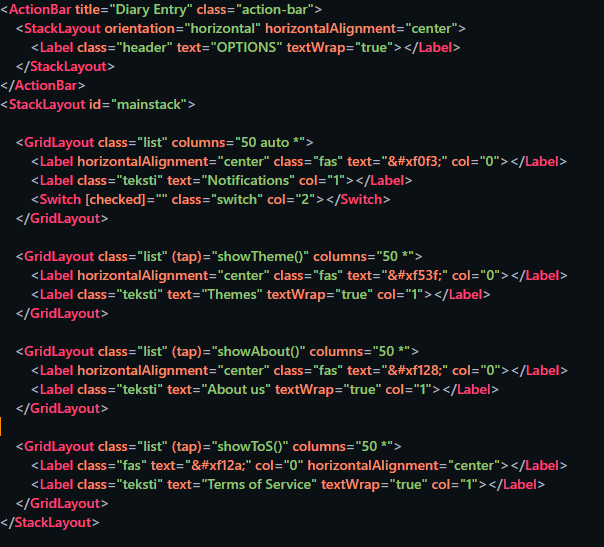 <ActionBar title="Diary Entry" class="action-bar">
<StackLayout orientation="horizontal" horizontalAlignment="center">
<Label class="header" text="OPTIONS" textWrap="true"></Label>
</StackLayout>
</ActionBar>
<StackLayout id="mainstack">
<GridLayout class="list" columns="50 auto *">
<Label horizontalAlignment="center" class="fas" text="&#xf0f3;" col="0"></Label>
<Label class="teksti" text="Notifications" col="1"></Label>
<Switch [checked]="" class="switch" col="2"></Switch>
</GridLayout>
<GridLayout class="list" (tap)="showTheme()" columns="50 *">
<Label horizontalAlignment="center" class="fas" text="&#xf53f;" col="0"></Label>
<Label class="teksti" text="Themes" textWrap="true" col="1"></Label>
</GridLayout>
<GridLayout class="list" (tap)="showAbout()" columns="50 *">
<Label horizontalAlignment="center" class="fas" text="&#xf128;" col="0"></Label>
<Label class="teksti" text="About us" textWrap="true" col="1"></Label>
</GridLayout>
<GridLayout class="list" (tap)="showToS()" columns="50 *">
<Label class="fas" text="&#xf12a;" col="0" horizontalAlignment="center"></Label>
<Label class="teksti" text="Terms of Service" textWrap="true" col="1"></Label>
</GridLayout>
</StackLayout>